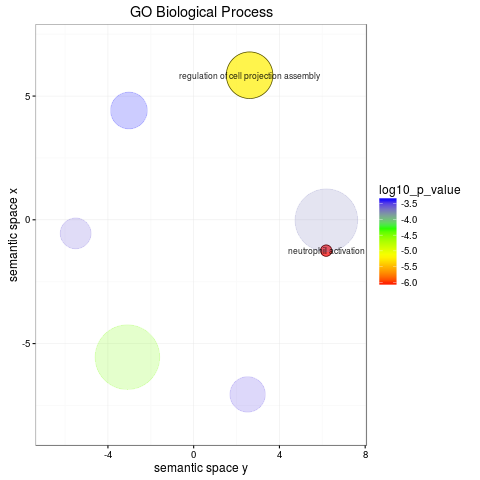 GO Biological Process
regulation of cell projection assembly
neutrophil activation
semantic space x
5
0
-5
-4
0
4
8
semantic space y
log10_p_value
-3.5
-4.0
-4.5
-5.0
-5.5
-6.0